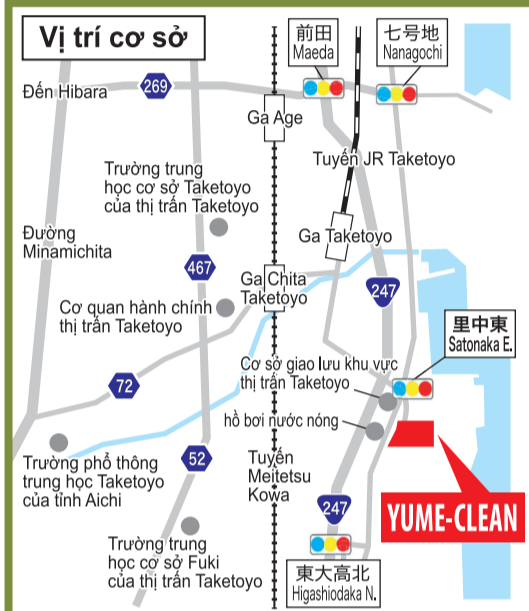 Vị trí cơ sở
前田
Maeda
七号地
Nanagochi
Đến Hibara
269
Ga Age
Tuyến JR Taketoyo
Trường trung
học cơ sở Taketoyo
của thị trấn Taketoyo
Đường
Minamichita
Ga Taketoyo
467
Ga Chita
Taketoyo
247
Cơ quan hành chính
thị trấn Taketoyo
里中東
Satonaka E.
Cơ sở giao lưu khu vực
thị trấn Taketoyo
72
hồ bơi nước nóng
Trường phổ thông
trung học Taketoyo
của tỉnh Aichi
52
Tuyến
Meitetsu
Kowa
YUME-CLEAN
247
Trường trung
học cơ sở Fuki
của thị trấn Taketoyo
東大高北
Higashiodaka N.